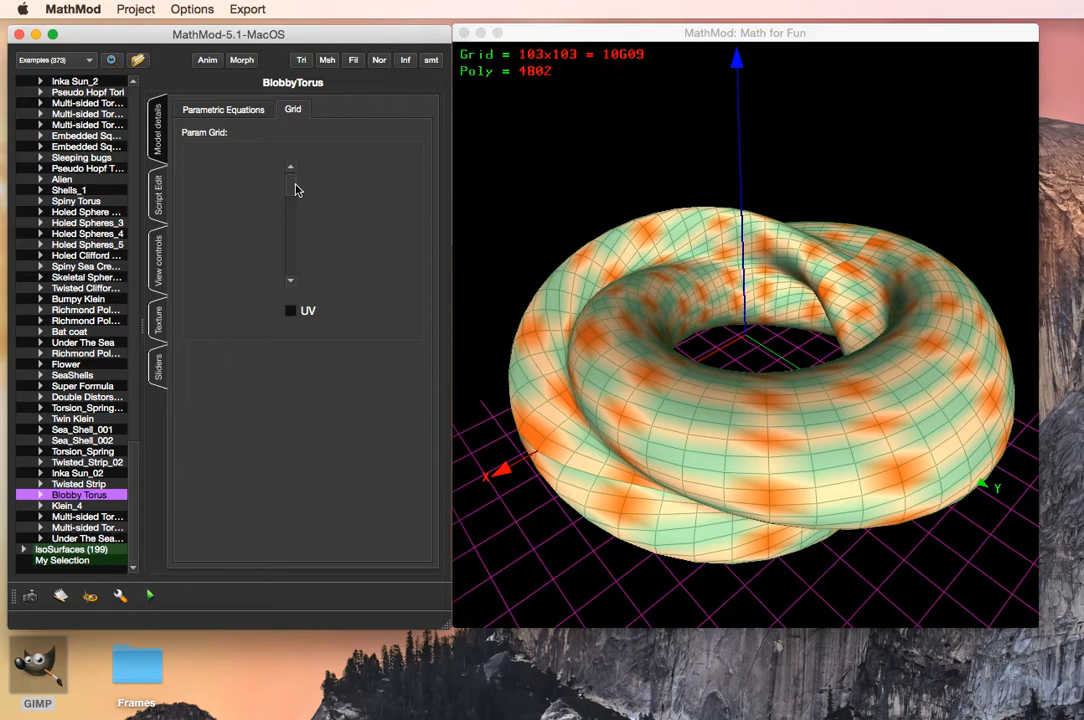 MathMod Project Options Export
MathMod-5.1-MacOS
Examples (373)
Anim Morph Tri Msh Fil Nor Inf smt
BlobbyTorus
Parametric Equations Grid
Param Grid:
UV
Model details
Script Edit
View controls
Texture
Sliders
Inka Sun_2
Pseudo Hopf Tori
Multi-sided Tor...
Multi-sided Tor...
Multi-sided Tor...
Embedded Sq...
Embedded Sq...
Sleeping bugs
Pseudo Hopf T...
Alien
Shells_1
Spiny Torus
Holed Sphere ...
Holed Spheres_3
Holed Spheres_4
Holed Spheres_5
Holed Clifford ...
Spiny Sea Cre...
Skeletal Spher...
Twisted Cliffor...
Bumpy Klein
Richmond Pol...
Richmond Pol...
Bat coat
Under The Sea
Richmond Pol...
Flower
SeaShells
Super Formula
Double Distors...
Torsion_Spring...
Twin Klein
Sea_Shell_001
Sea_Shell_002
Torsion_Spring
Twisted_Strip_02
Inka Sun_02
Twisted Strip
Blobby Torus
Klein_4
Multi-sided Tor...
Multi-sided Tor...
Under The Sea...
IsoSurfaces (199)
My Selection
MathMod: Math for Fun
Grid = 103x103 = 10609
Poly = 4802
X
Y
GIMP
Frames